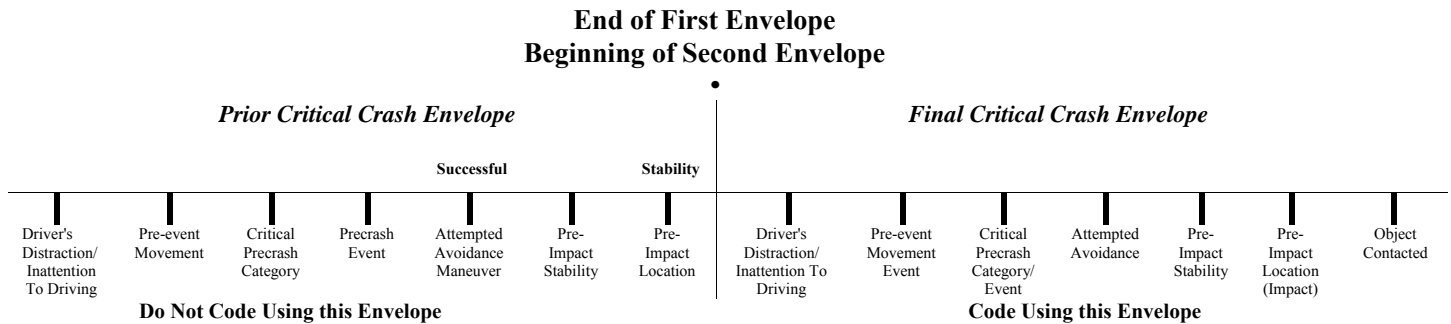 End of First Envelope
Beginning of Second Envelope
Prior Critical Crash Envelope
Final Critical Crash Envelope
Successful
Stability
Driver's
Distraction/
Inattention
To Driving
Pre-event
Movement
Critical
Precrash
Category
Precrash
Event
Attempted
Avoidance
Maneuver
Pre-
Impact
Stability
Pre-
Impact
Location
Driver's
Distraction/
Inattention To
Driving
Pre-event
Movement
Event
Critical
Precrash
Category/
Event
Attempted
Avoidance
Pre-
Impact
Stability
Pre-
Impact
Location
(Impact)
Object
Contacted
Do Not Code Using this Envelope
Code Using this Envelope